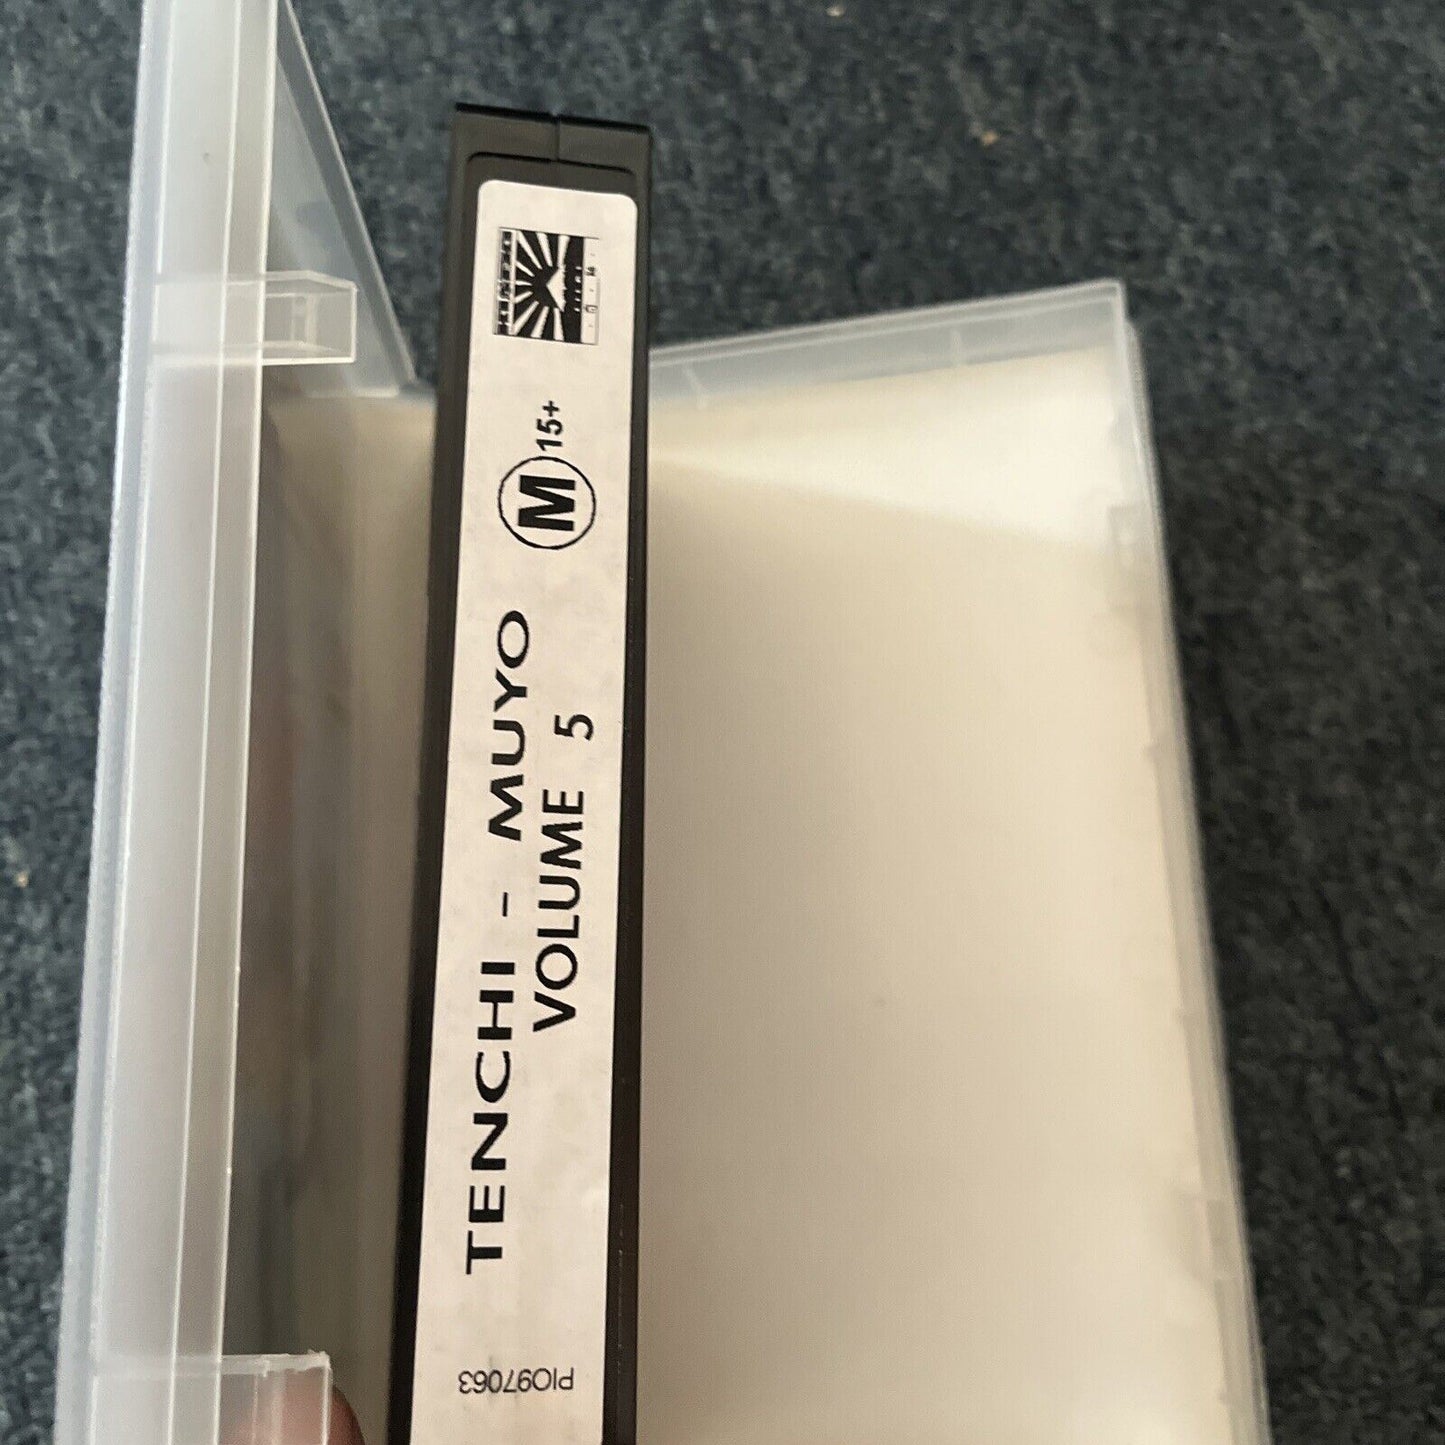 TENCHI - MUYO
VOLUME 5
M 15+
PIO97063